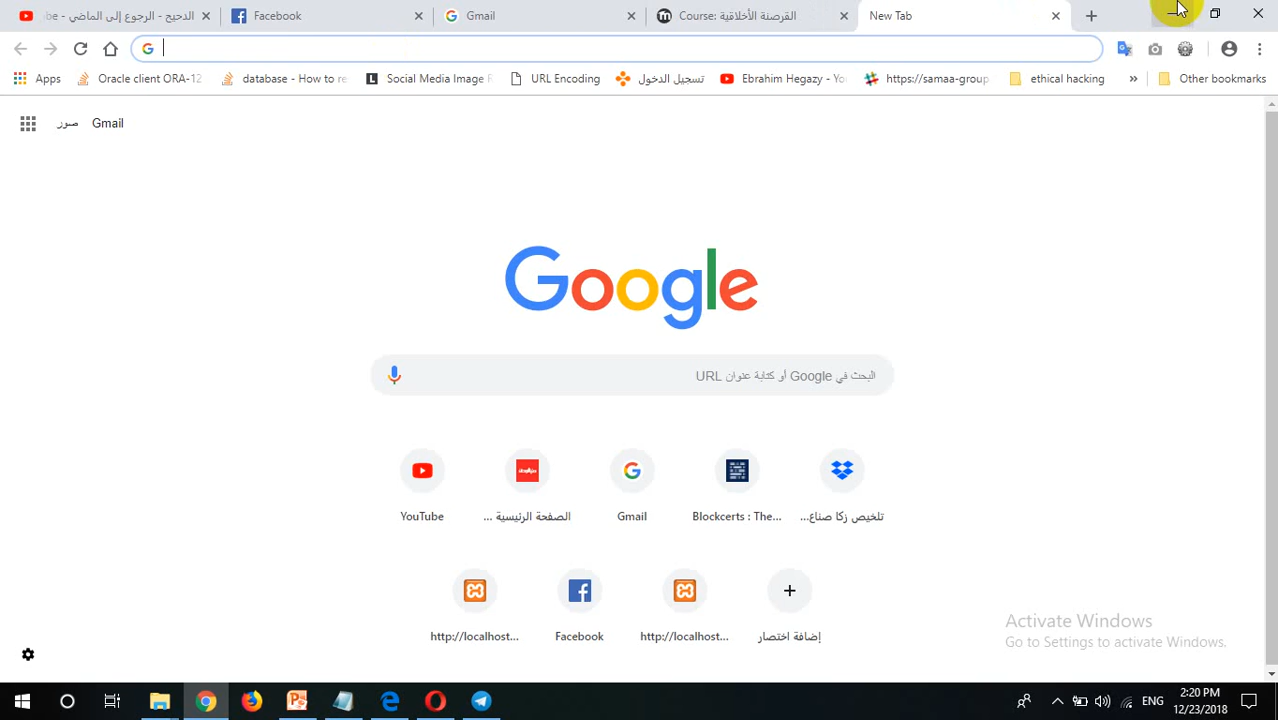 الدحيح - الرجوع إلى الماضي - be
Facebook
Gmail
Course: القرصنة الأخلاقية
New Tab
Apps
Oracle client ORA-12
database - How to re
Social Media Image R
URL Encoding
تسجيل الدخول
Ebrahim Hegazy - Yo
https://samaa-group
ethical hacking
»
Other bookmarks
صور
Gmail
Google
البحث في Google أو كتابة عنوان URL
YouTube
الصفحة الرئيسية ...
Gmail
Blockcerts : The...
تلخيص زكا صناع...
http://localhost...
Facebook
http://localhost...
إضافة اختصار
Activate Windows
Go to Settings to activate Windows.
ENG
2:20 PM
12/23/2018